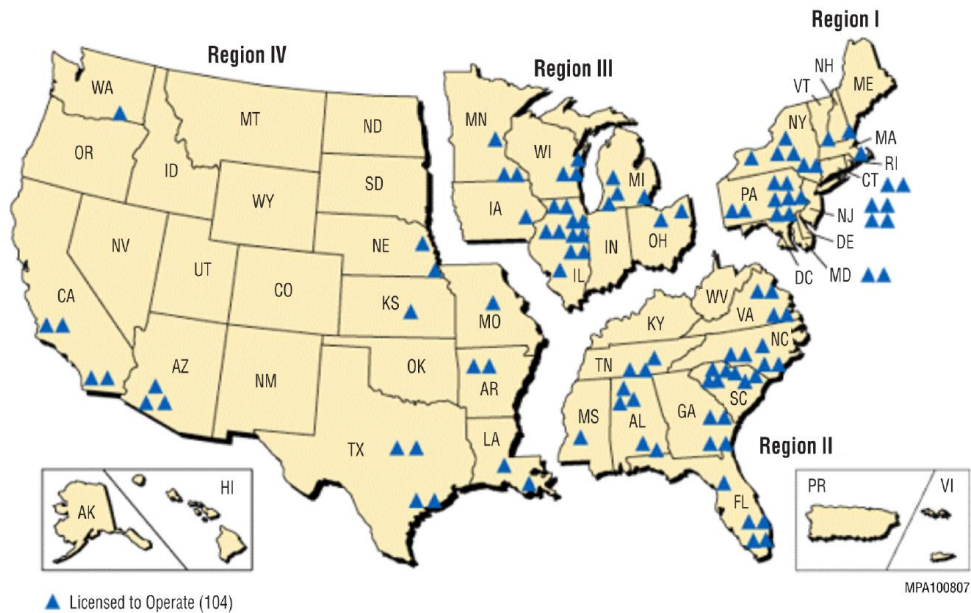 Region I
Region IV
Region III
NH
VT
ME
WA
MT
ND
MN
NY
MA
OR
ID
WI
RI
SD
MI
CT
WY
PA
IA
NJ
NV
NE
OH
DE
UT
IL
IN
DC
MD
CA
CO
WV
KS
MO
KY
VA
NC
AZ
OK
TN
NM
AR
SC
MS
AL
GA
TX
LA
Region II
HI
PR
VI
AK
FL
MPA100807
Licensed to Operate (104)